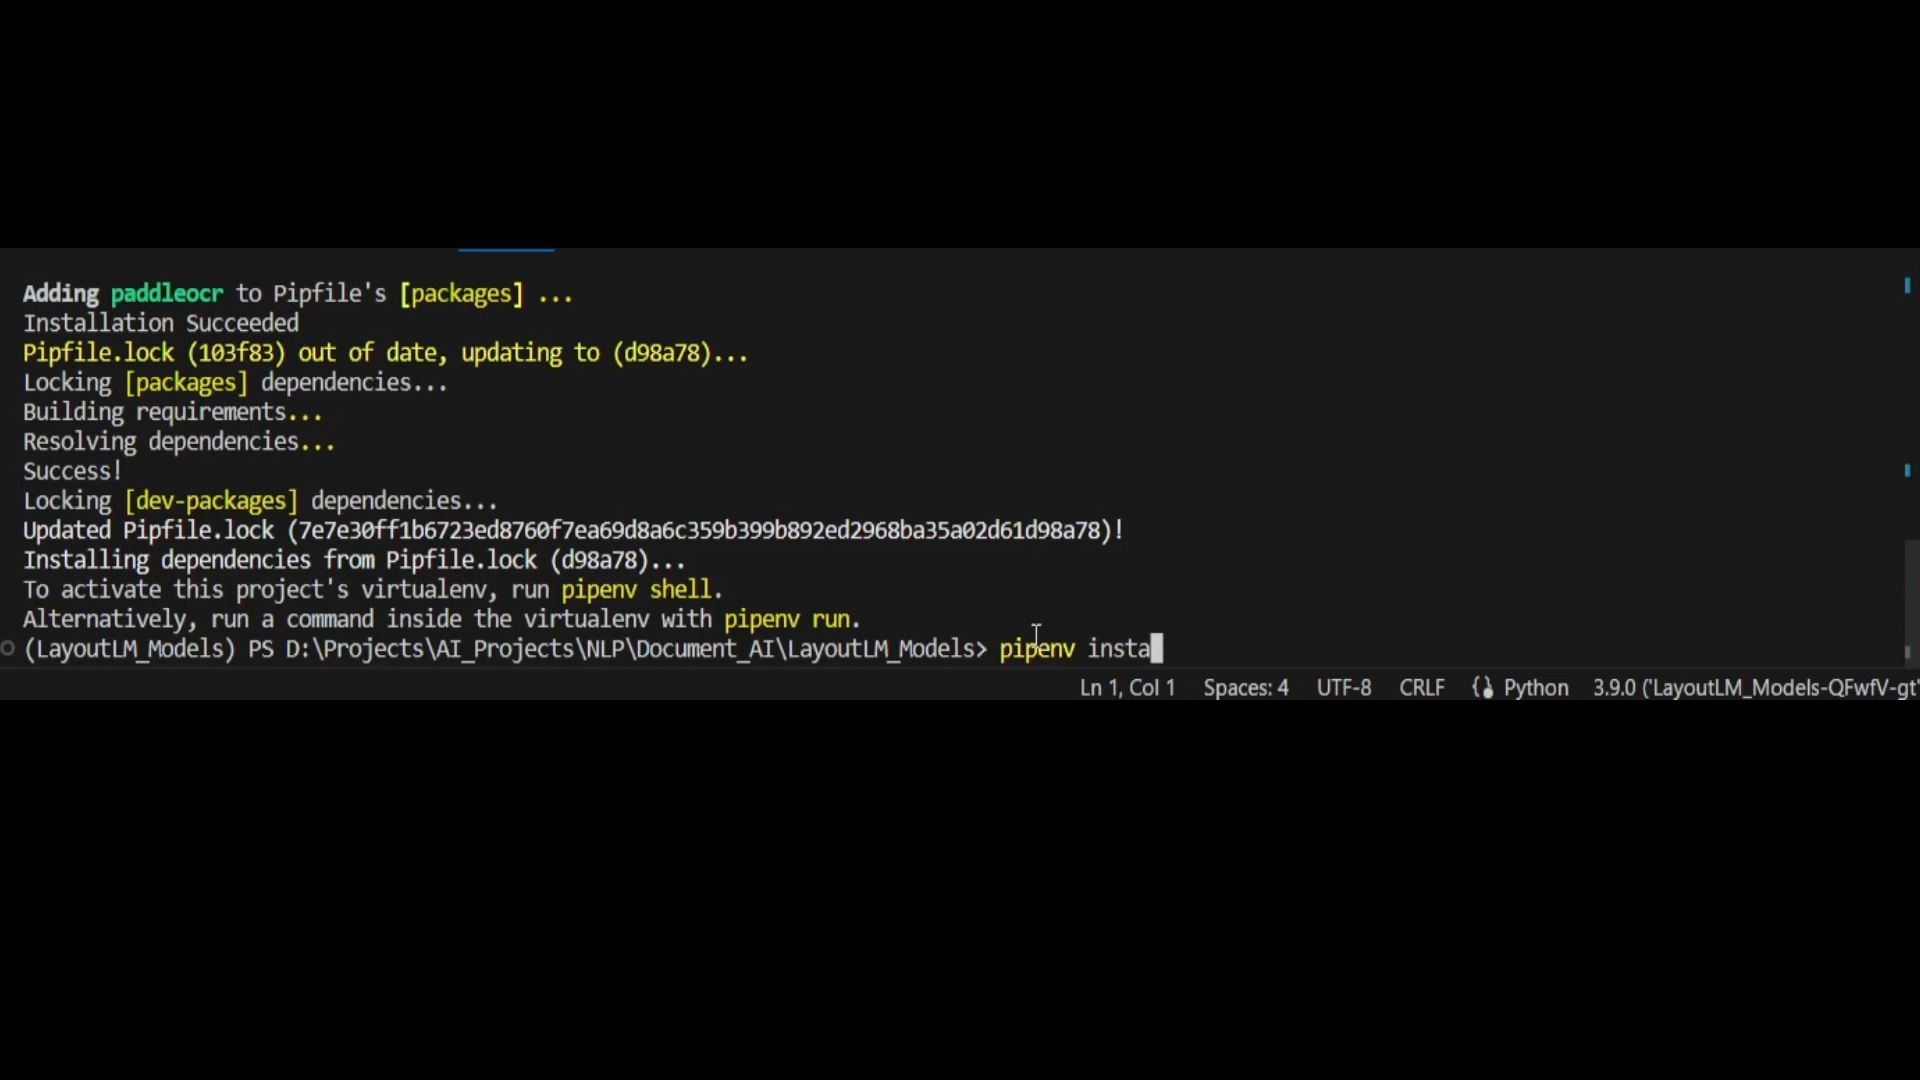 Adding paddleocr to Pipfile's [packages] ...
Installation Succeeded
Pipfile.lock (103f83) out of date, updating to (d98a78)...
Locking [packages] dependencies...
Building requirements...
Resolving dependencies...
Success!
Locking [dev-packages] dependencies...
Updated Pipfile.lock (7e7e30ff1b6723ed8760f7ea69d8a6c359b399b892ed2968ba35a02d61d98a78)!
Installing dependencies from Pipfile.lock (d98a78)...
To activate this project's virtualenv, run pipenv shell.
Alternatively, run a command inside the virtualenv with pipenv run.
(LayoutLM_Models) PS D:\Projects\AI_Projects\NLP\Document_AI\LayoutLM_Models> pipenv insta
Ln 1, Col 1 Spaces: 4 UTF-8 CRLF Python 3.9.0 ('LayoutLM_Models-QFwfV-gt'